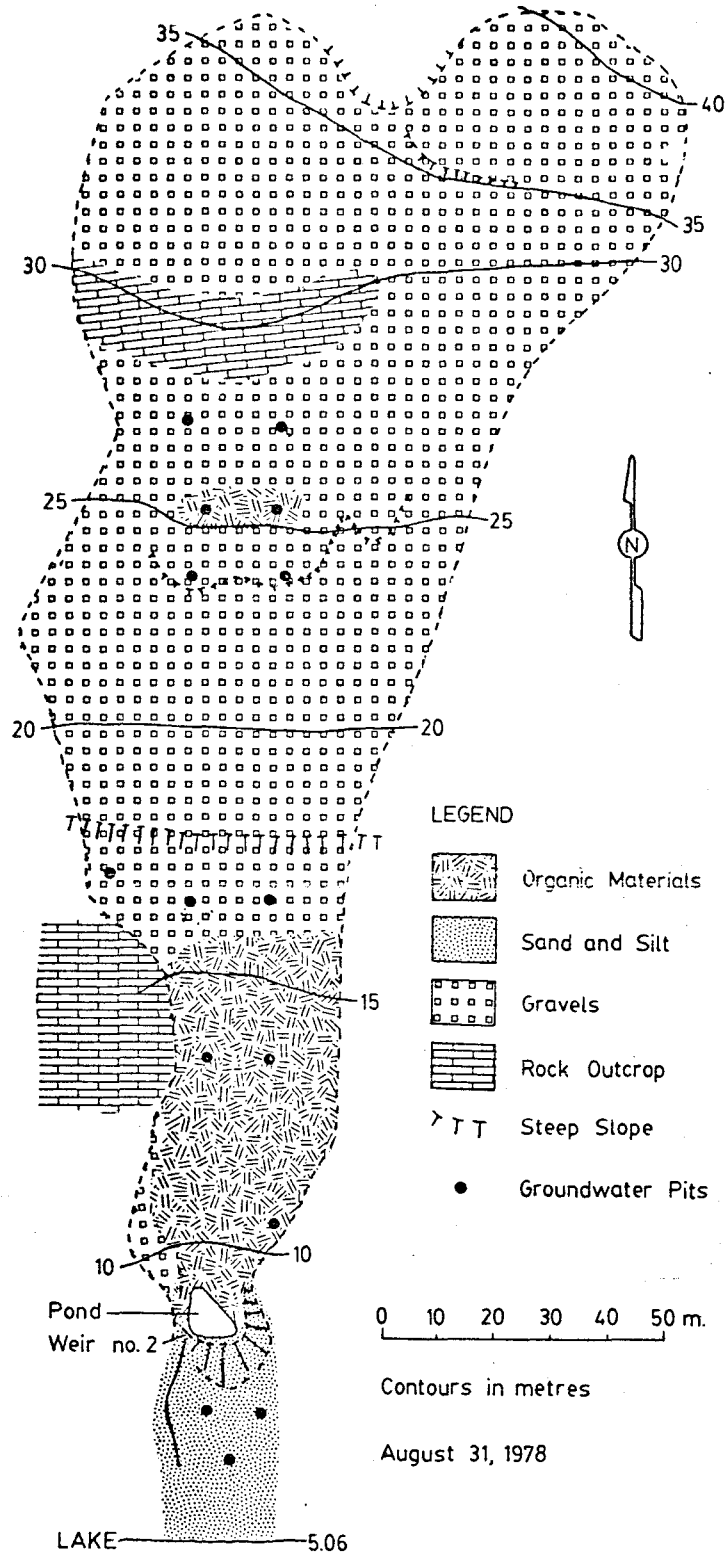 35
40
35
30
30
25
25
N
20
20
LEGEND
Organic Materials
Sand and Silt
Gravels
15
Rock Outcrop
T T T Steep Slope
Groundwater Pits
10
10
Pond
Weir no. 2
0 10 20 30 40 50 m.
Contours in metres
August 31, 1978
LAKE 5.06